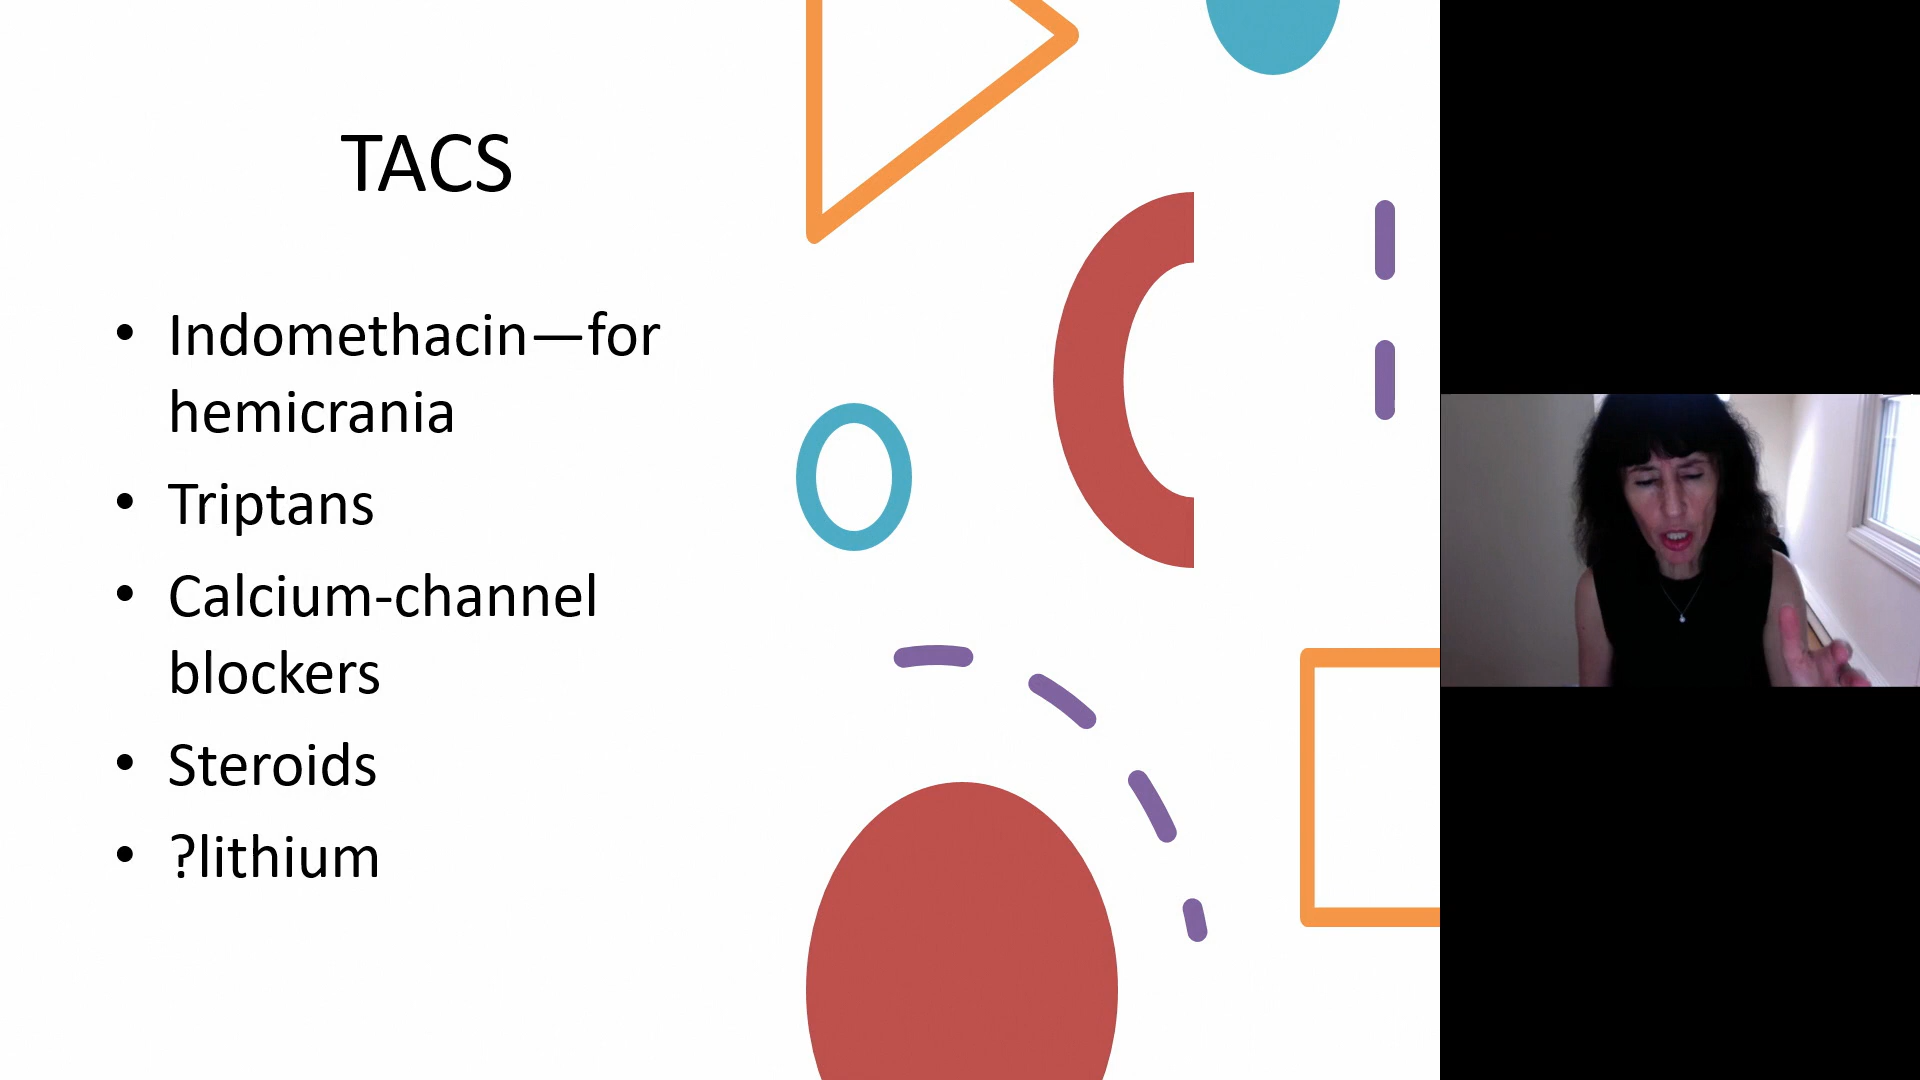 TACS
• Indomethacin—for
hemicrania
• Triptans
• Calcium-channel
blockers
• Steroids
• ?lithium